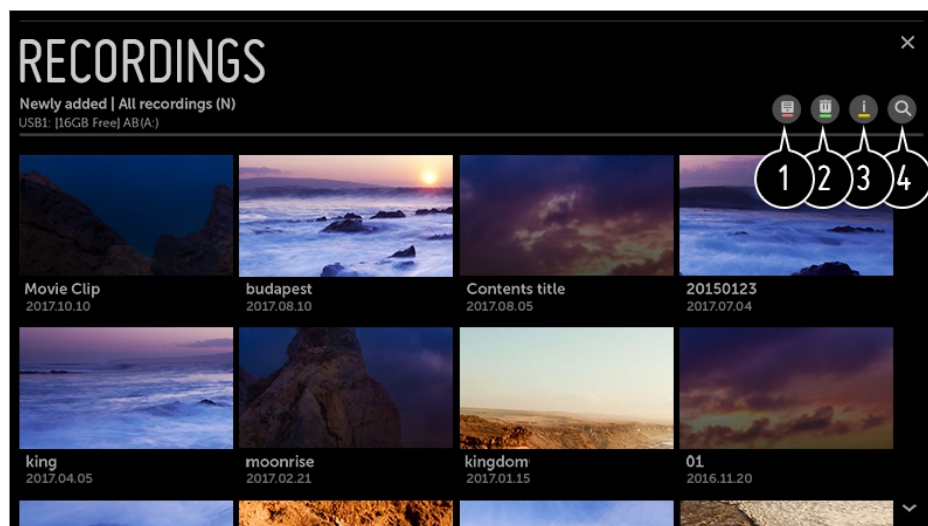 RECORDINGS
Newly added | All recordings (N)
USB1: [16GB Free] AB(A:)
1 2 3 4
Movie Clip
2017.10.10
budapest
2017.08.10
Contents title
2017.08.05
20150123
2017.07.04
king
2017.04.05
moonrise
2017.02.21
kingdom
2017.01.15
01
2016.11.20